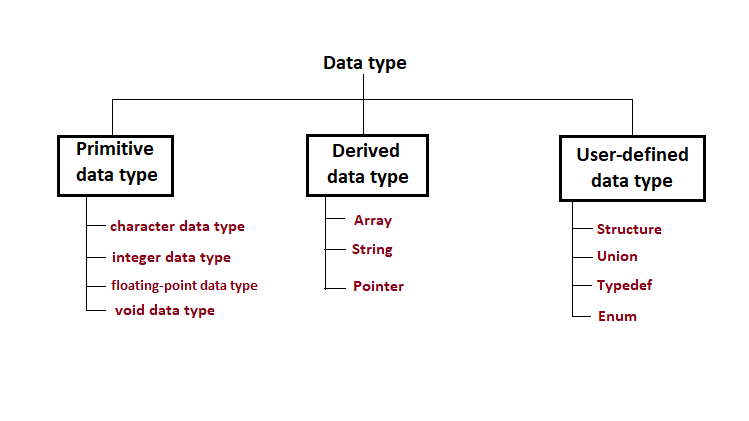 Data type
Primitive
data type
character data type
integer data type
floating-point data type
void data type
Derived
data type
Array
String
Pointer
User-defined
data type
Structure
Union
Typedef
Enum